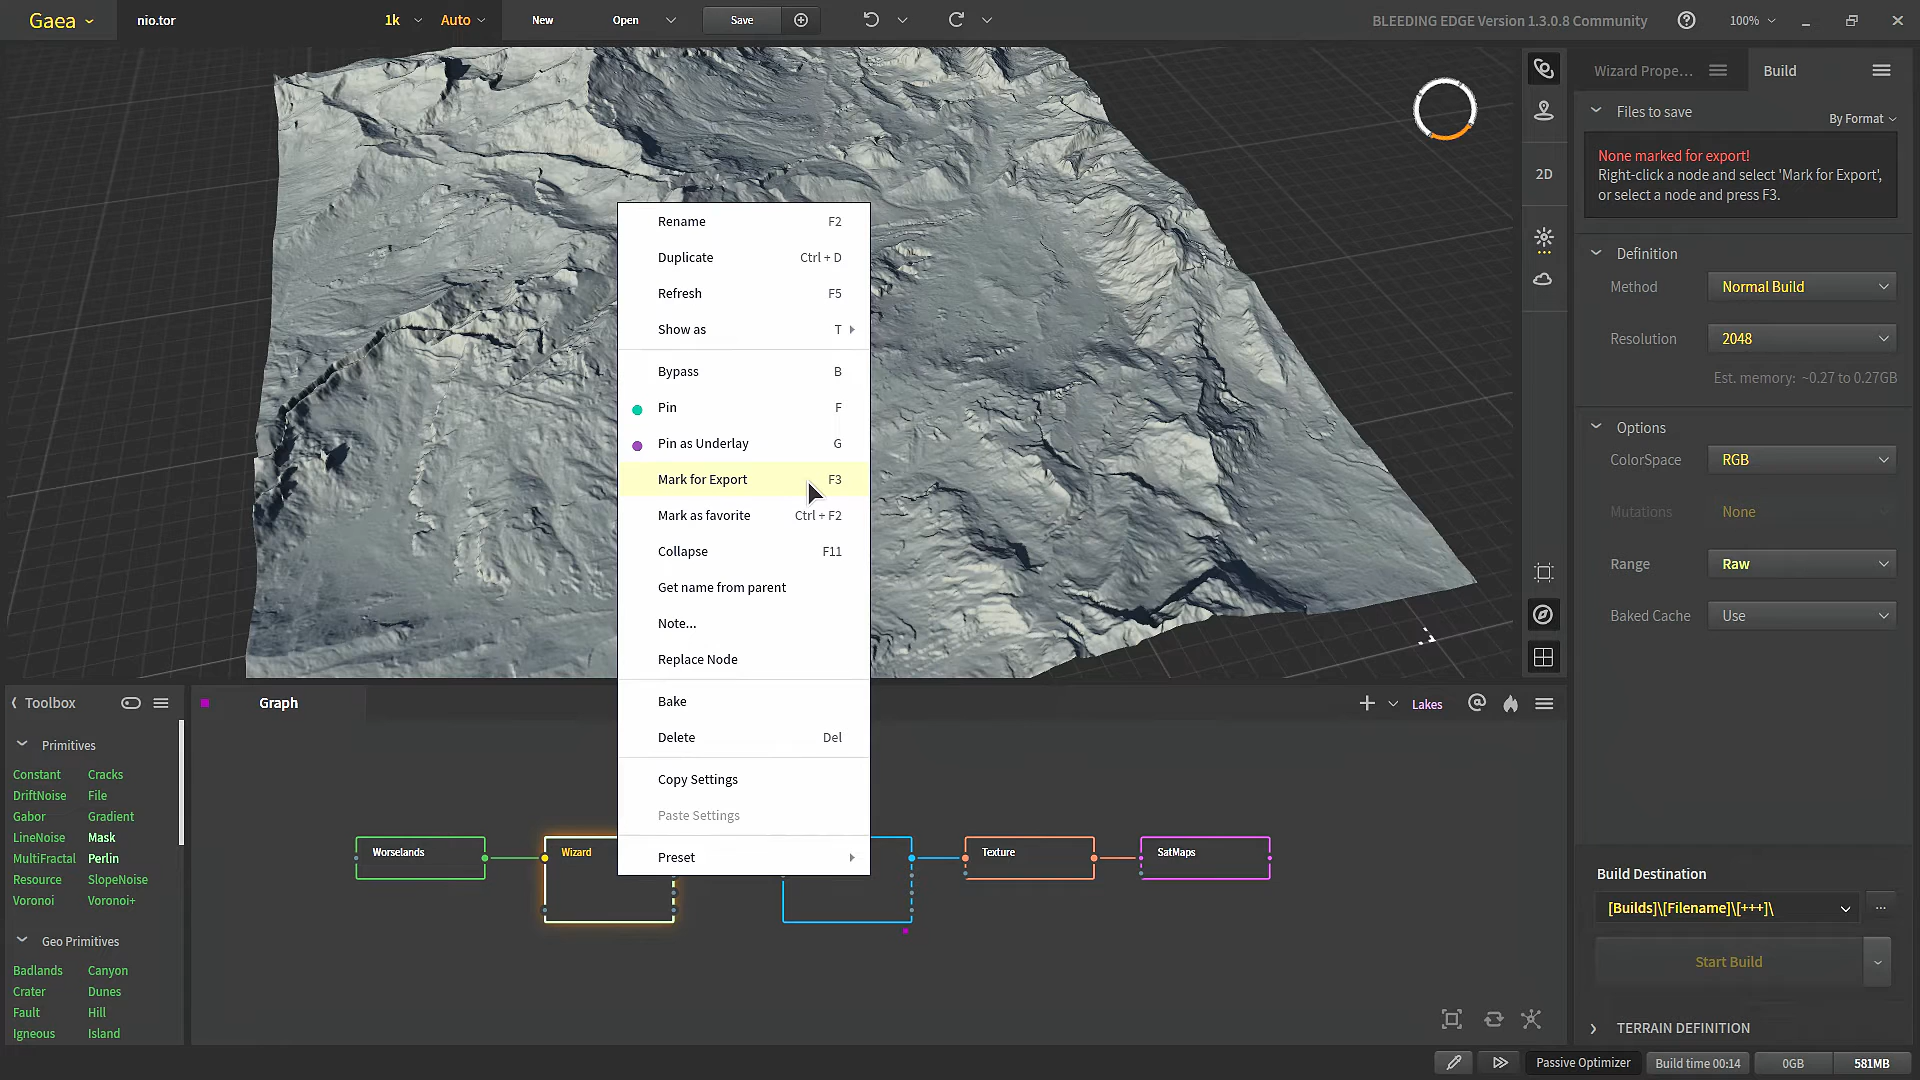 Gaea
nio.tor
1k
Auto
New
Open
Save
BLEEDING EDGE Version 1.3.0.8 Community
100%
Wizard Prope...
Build
Files to save
By Format
None marked for export!
Right-click a node and select 'Mark for Export',
or select a node and press F3.
2D
Definition
Method
Normal Build
Resolution
2048
Est. memory: ~0.27 to 0.27GB
Options
ColorSpace
RGB
Mutations
None
Range
Raw
Baked Cache
Use
Build Destination
[Builds]\[Filename]\[+++]\
...
Start Build
TERRAIN DEFINITION
Rename F2
Duplicate Ctrl + D
Refresh F5
Show as T
Bypass B
Pin F
Pin as Underlay G
Mark for Export F3
Mark as favorite Ctrl + F2
Collapse F11
Get name from parent
Note...
Replace Node
Bake
Delete Del
Copy Settings
Paste Settings
Preset
Toolbox
Primitives
Constant Cracks
DriftNoise File
Gabor Gradient
LineNoise Mask
MultiFractal Perlin
Resource SlopeNoise
Voronoi Voronoi+
Geo Primitives
Badlands Canyon
Crater Dunes
Fault Hill
Igneous Island
Graph
Lakes
Worselands
Wizard
Texture
SatMaps
Passive Optimizer
Build time 00:14
0GB
581MB